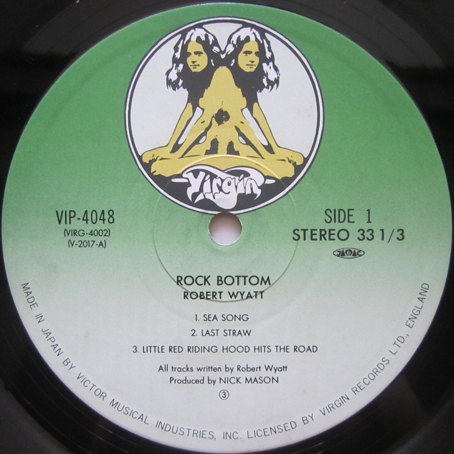 Virgin
VIP-4048
(VIRG-4002)
(V-2017-A)
SIDE 1
STEREO 33 1/3
JASRAC
ROCK BOTTOM
ROBERT WYATT
1. SEA SONG
2. LAST STRAW
3. LITTLE RED RIDING HOOD HITS THE ROAD
All tracks written by Robert Wyatt
Produced by NICK MASON
③
MADE IN JAPAN BY VICTOR MUSICAL INDUSTRIES, INC. LICENSED BY VIRGIN RECORDS LTD, ENGLAND